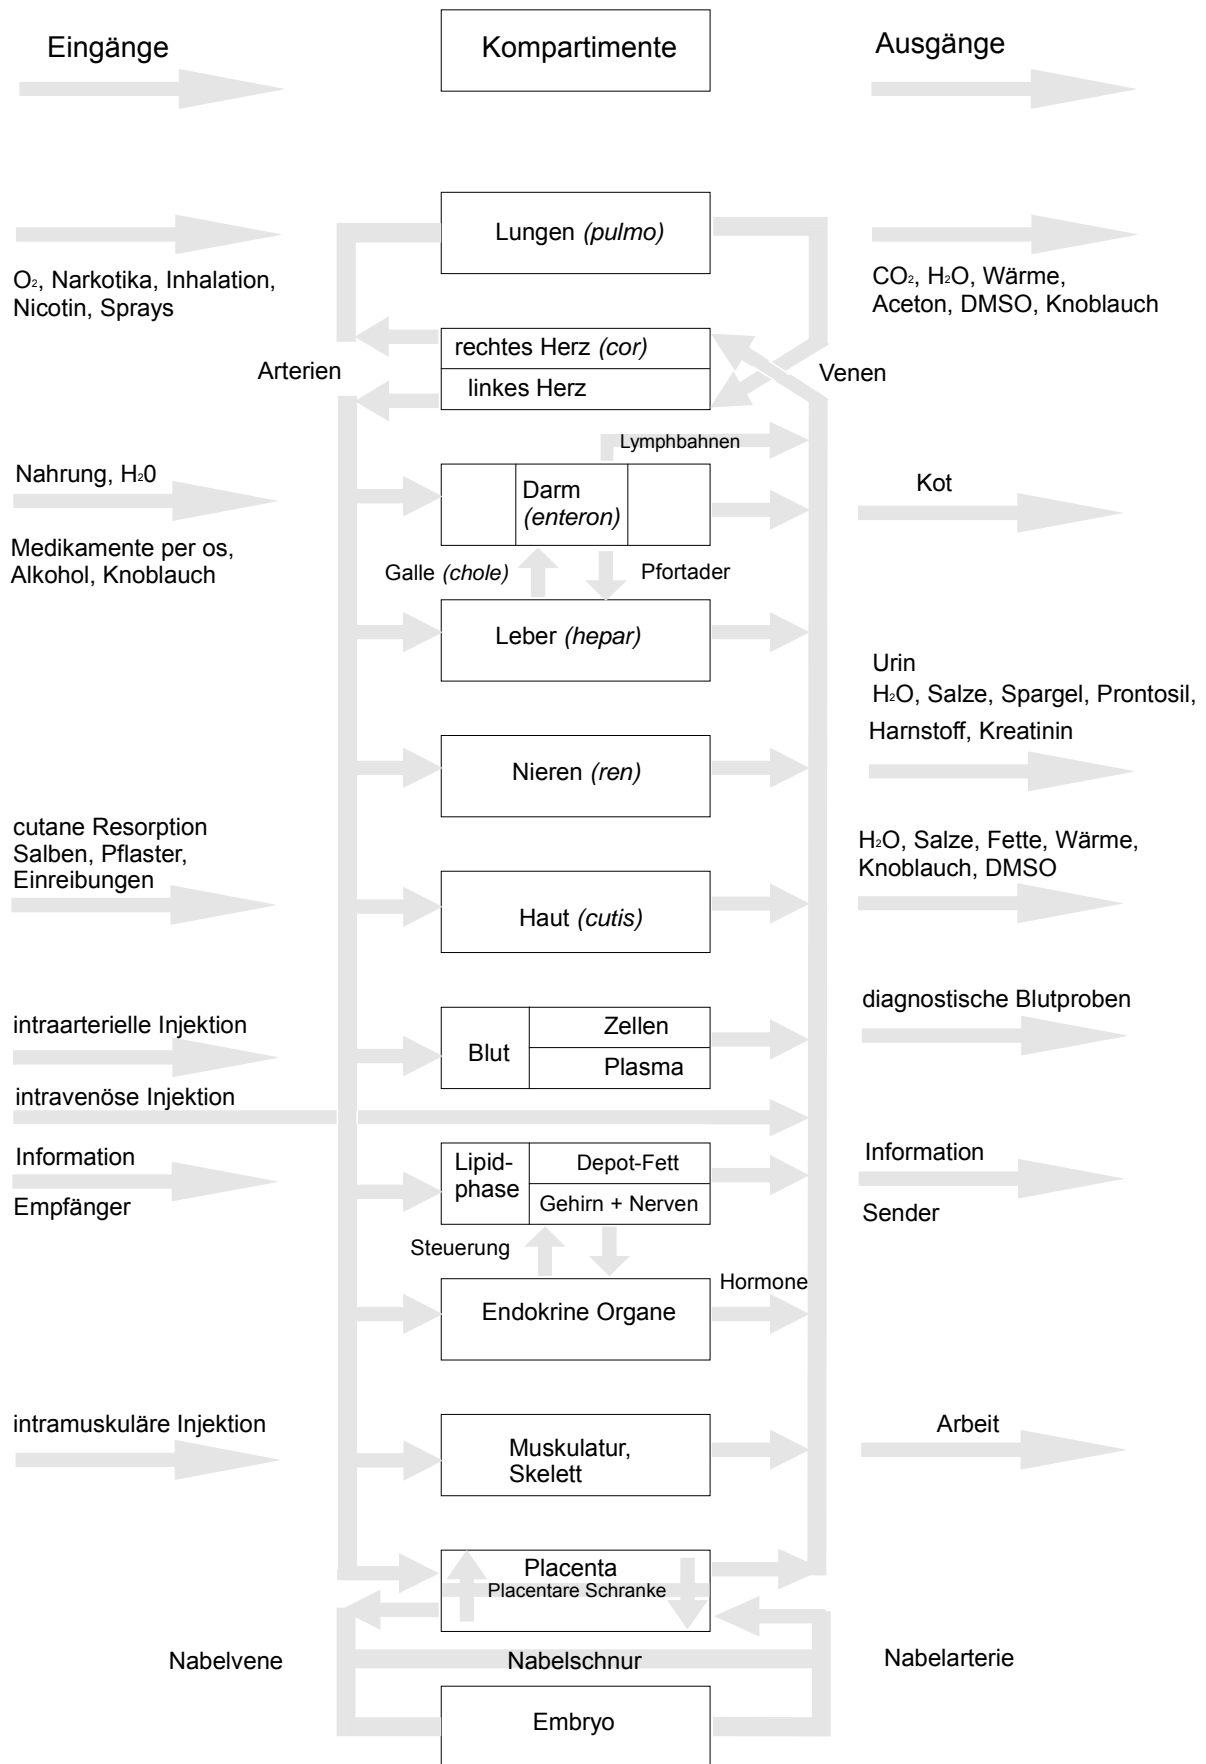 Eingänge
Kompartimente
Ausgänge
Lungen (pulmo)
O₂, Narkotika, Inhalation,
Nicotin, Sprays
CO₂, H₂O, Wärme,
Aceton, DMSO, Knoblauch
rechtes Herz (cor)
linkes Herz
Arterien
Venen
Lymphbahnen
Nahrung, H₂0
Medikamente per os,
Alkohol, Knoblauch
Darm
(enteron)
Kot
Galle (chole)
Pfortader
Leber (hepar)
Urin
H₂O, Salze, Spargel, Prontosil,
Harnstoff, Kreatinin
Nieren (ren)
cutane Resorption
Salben, Pflaster,
Einreibungen
H₂O, Salze, Fette, Wärme,
Knoblauch, DMSO
Haut (cutis)
intraarterielle Injektion
Blut
Zellen
Plasma
diagnostische Blutproben
intravenöse Injektion
Information
Empfänger
Lipid-
phase
Depot-Fett
Gehirn + Nerven
Information
Sender
Steuerung
Hormone
Endokrine Organe
intramuskuläre Injektion
Muskulatur,
Skelett
Arbeit
Placenta
Placentare Schranke
Nabelvene
Nabelschnur
Nabelarterie
Embryo